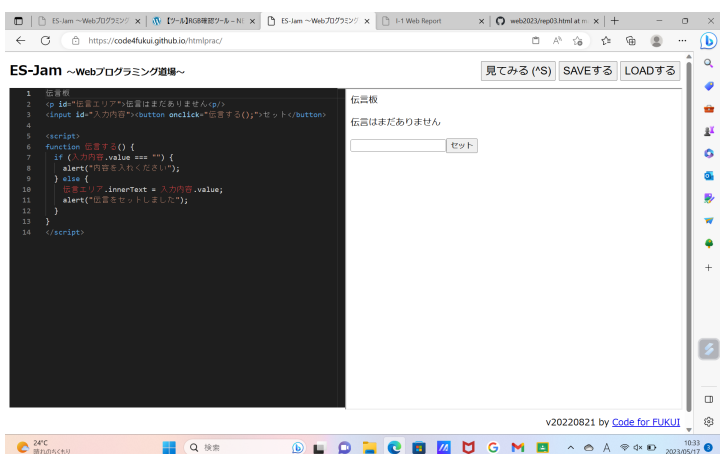 ES-Jam ～Webプログラミング
【ツール】RGB確認ツール – NI
ES-Jam ～Webプログラミング
I-1 Web Report
web2023/rep03.html at m
https://code4fukui.github.io/htmlprac/
ES-Jam ～Webプログラミング道場～
見てみる (^S)
SAVEする
LOADする
1 伝言板
2 <p id="伝言エリア">伝言はまだありません<p/>
3 <input id="入力内容"><button onclick="伝言する();">セット</button>
4
5 <script>
6 function 伝言する() {
7 if (入力内容.value === "") {
8 alert("内容を入れください");
9 } else {
10 伝言エリア.innerText = 入力内容.value;
11 alert("伝言をセットしました");
12 }
13 }
14 </script>
伝言板
伝言はまだありません
セット
v20220821 by Code for FUKUI
24°C
晴れのちくもり
検索
A
10:33
2023/05/17